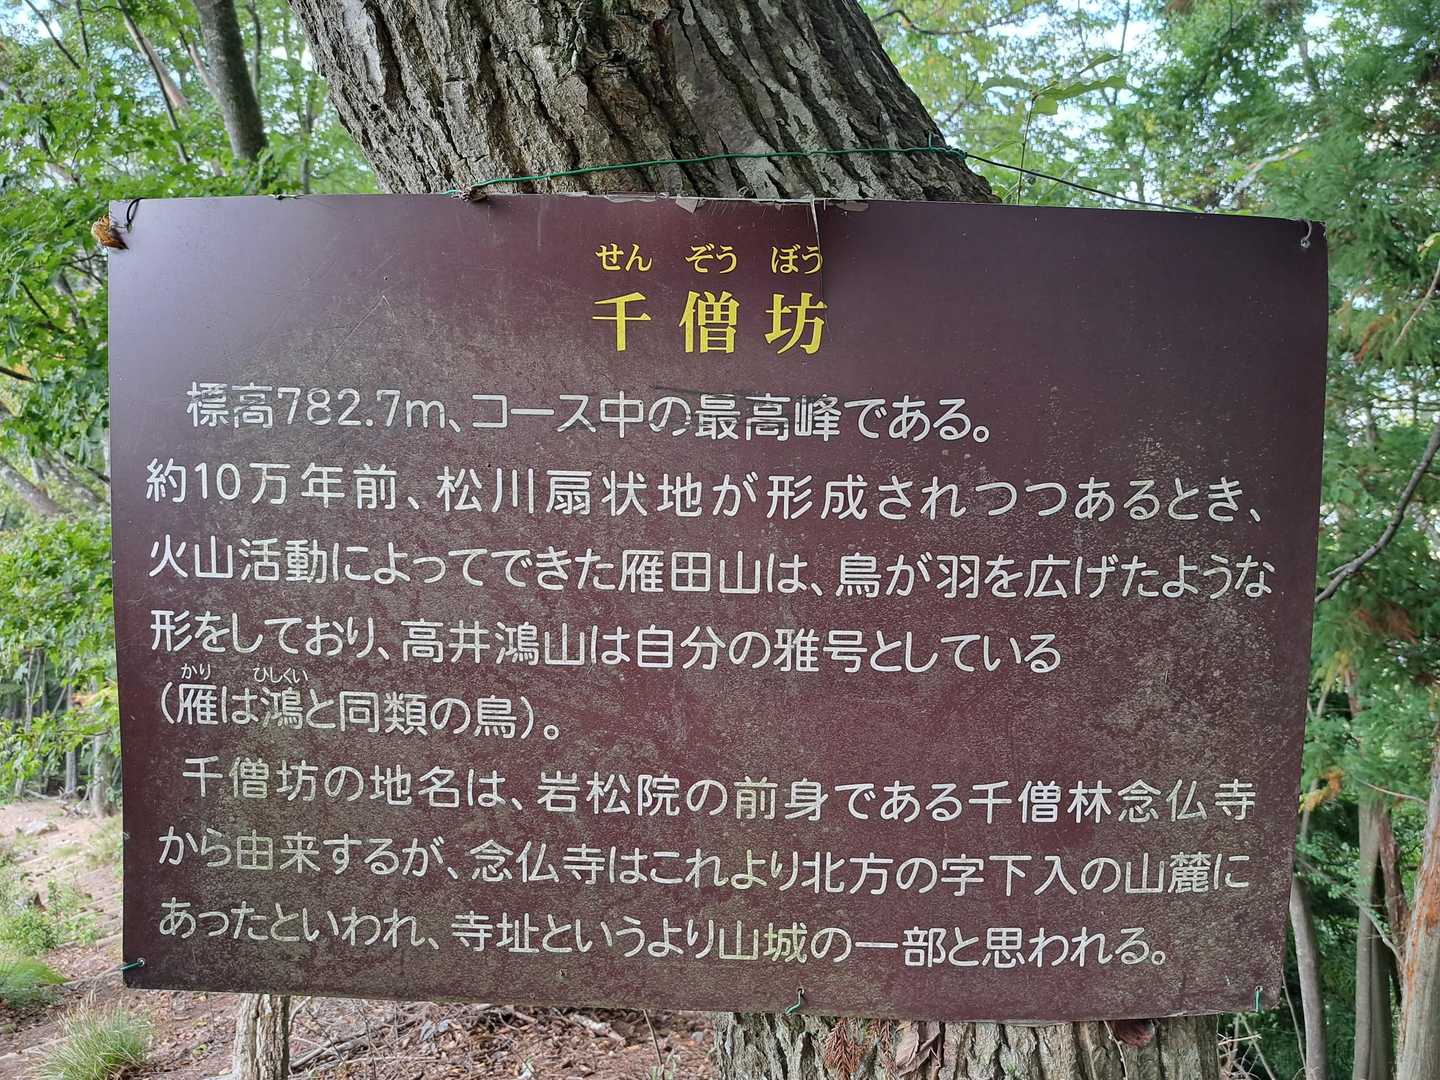 せん ぞう ぼう
千僧坊
標高782.7m、コース中の最高峰である。
約10万年前、松川扇状地が形成されつつあるとき、
火山活動によってできた雁田山は、鳥が羽を広げたような
形をしており、高井鴻山は自分の雅号としている
かり ひしくい
(雁は鴻と同類の鳥)。
千僧坊の地名は、岩松院の前身である千僧林念仏寺
から由来するが、念仏寺はこれより北方の字下入の山麓に
あったといわれ、寺址というより山城の一部と思われる。